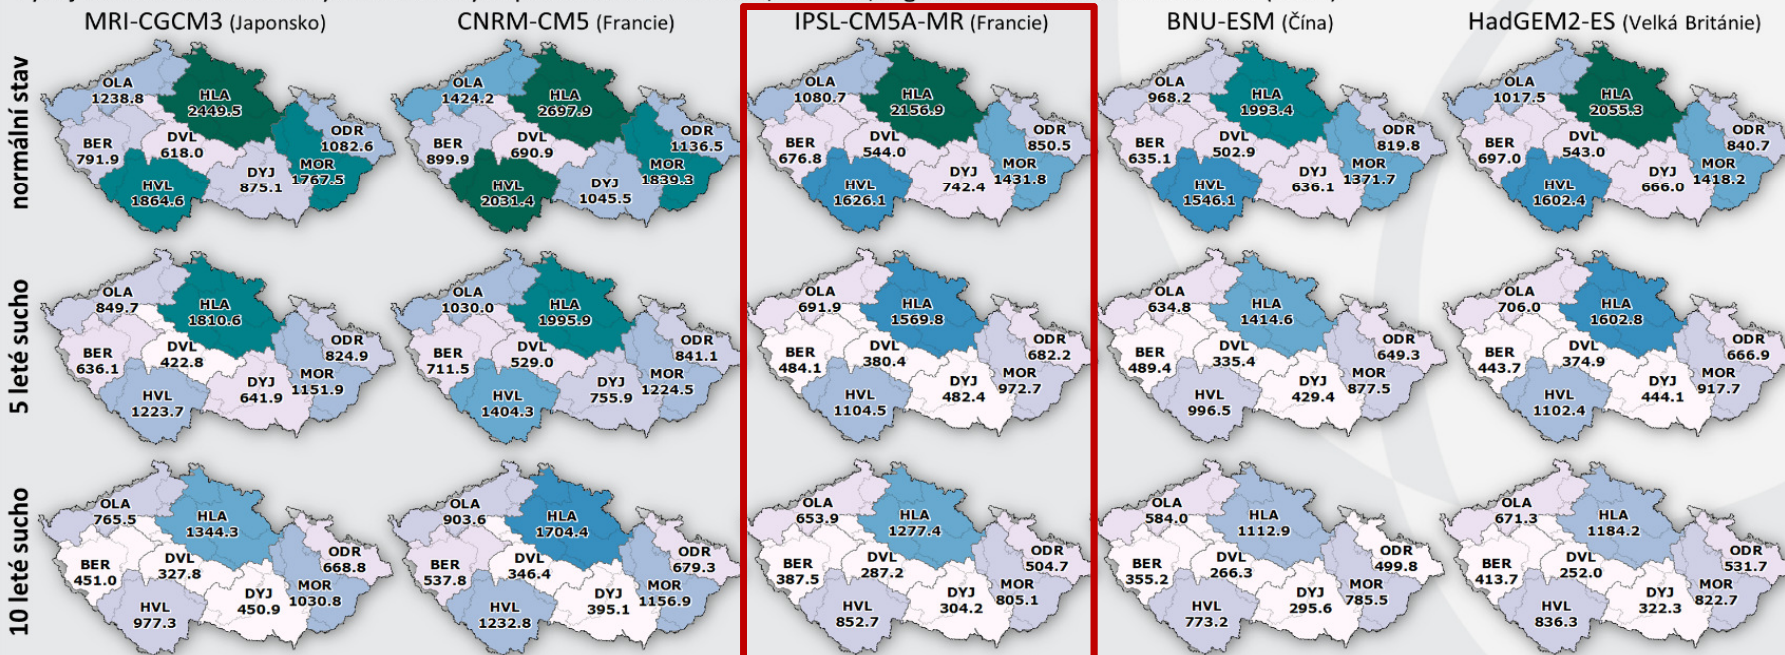 MRI-CGCM3 (Japonsko)
CNRM-CM5 (Francie)
IPSL-CM5A-MR (Francie)
BNU-ESM (Čína)
HadGEM2-ES (Velká Británie)
normální stav
OLA
1238.8
HLA
2449.5
BER
791.9
DVL
618.0
ODR
1082.6
MOR
1767.5
DYJ
875.1
HVL
1864.6
OLA
1424.2
HLA
2697.9
BER
899.9
DVL
690.9
ODR
1136.5
MOR
1839.3
DYJ
1045.5
HVL
2031.4
OLA
1080.7
HLA
2156.9
BER
676.8
DVL
544.0
ODR
850.5
MOR
1431.8
DYJ
742.4
HVL
1626.1
OLA
968.2
HLA
1993.4
BER
635.1
DVL
502.9
ODR
819.8
MOR
1371.7
DYJ
636.1
HVL
1546.1
OLA
1017.5
HLA
2055.3
BER
697.0
DVL
543.0
ODR
840.7
MOR
1418.2
DYJ
666.0
HVL
1602.4
5 leté sucho
OLA
849.7
HLA
1810.6
BER
636.1
DVL
422.8
ODR
824.9
MOR
1151.9
DYJ
641.9
HVL
1223.7
OLA
1030.0
HLA
1995.9
BER
711.5
DVL
529.0
ODR
841.1
MOR
1224.5
DYJ
755.9
HVL
1404.3
OLA
691.9
HLA
1569.8
BER
484.1
DVL
380.4
ODR
682.2
MOR
972.7
DYJ
482.4
HVL
1104.5
OLA
634.8
HLA
1414.6
BER
489.4
DVL
335.4
ODR
649.3
MOR
877.5
DYJ
429.4
HVL
996.5
OLA
706.0
HLA
1602.8
BER
443.7
DVL
374.9
ODR
666.9
MOR
917.7
DYJ
444.1
HVL
1102.4
10 leté sucho
OLA
765.5
HLA
1344.3
BER
451.0
DVL
327.8
ODR
668.8
MOR
1030.8
DYJ
450.9
HVL
977.3
OLA
903.6
HLA
1704.4
BER
537.8
DVL
346.4
ODR
679.3
MOR
1156.9
DYJ
395.1
HVL
1232.8
OLA
653.9
HLA
1277.4
BER
387.5
DVL
287.2
ODR
504.7
MOR
805.1
DYJ
304.2
HVL
852.7
OLA
584.0
HLA
1112.9
BER
355.2
DVL
266.3
ODR
499.8
MOR
785.5
DYJ
295.6
HVL
773.2
OLA
671.3
HLA
1184.2
BER
413.7
DVL
252.0
ODR
531.7
MOR
822.7
DYJ
322.3
HVL
836.3